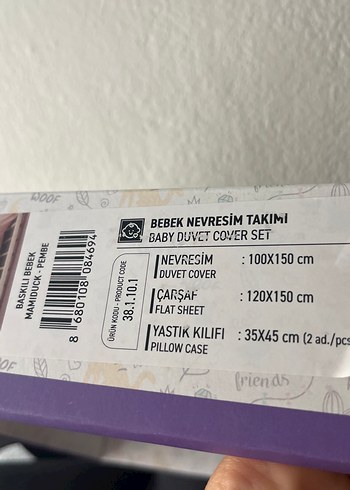 WOOF
BASKILI BEBEK
MAMIDUCK - PEMBE
8 680108 084694
ÜRÜN KODU - PRODUCT CODE
38.1.10.1
BEBEK NEVRESİM TAKIMI
BABY DUVET COVER SET
NEVRESİM : 100X150 cm
DUVET COVER
ÇARŞAF : 120X150 cm
FLAT SHEET
YASTIK KILIFI : 35X45 cm (2 ad./pcs
PILLOW CASE
friends